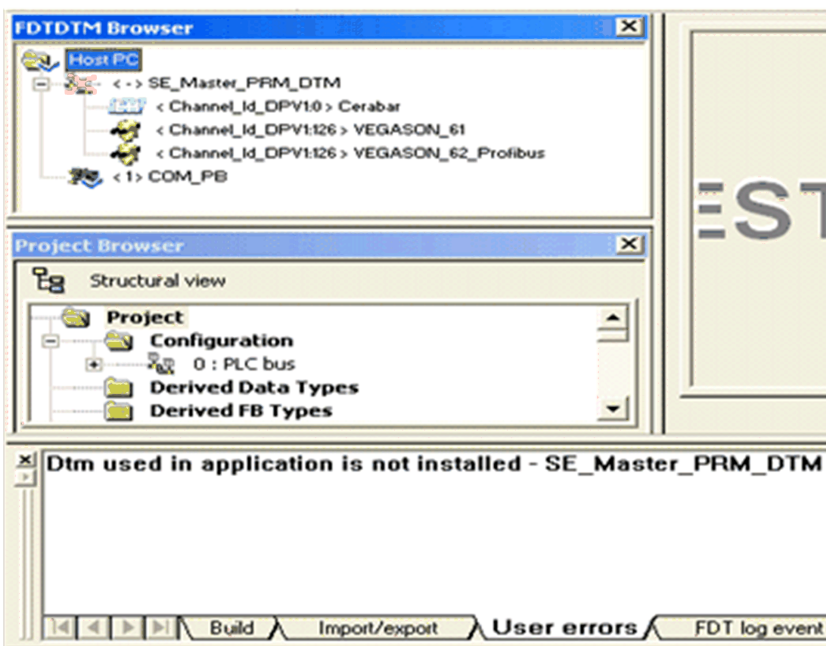 FDTDTM Browser
Host PC
< - > SE_Master_PRM_DTM
< Channel_Id_DPV1:0 > Cerabar
< Channel_Id_DPV1:126 > VEGASON_61
< Channel_Id_DPV1:126 > VEGASON_62_Profibus
< 1 > COM_PB
Project Browser
Structural view
Project
Configuration
0 : PLC bus
Derived Data Types
Derived FB Types
EST
Dtm used in application is not installed - SE_Master_PRM_DTM
Build
Import/export
User errors
FDT log event